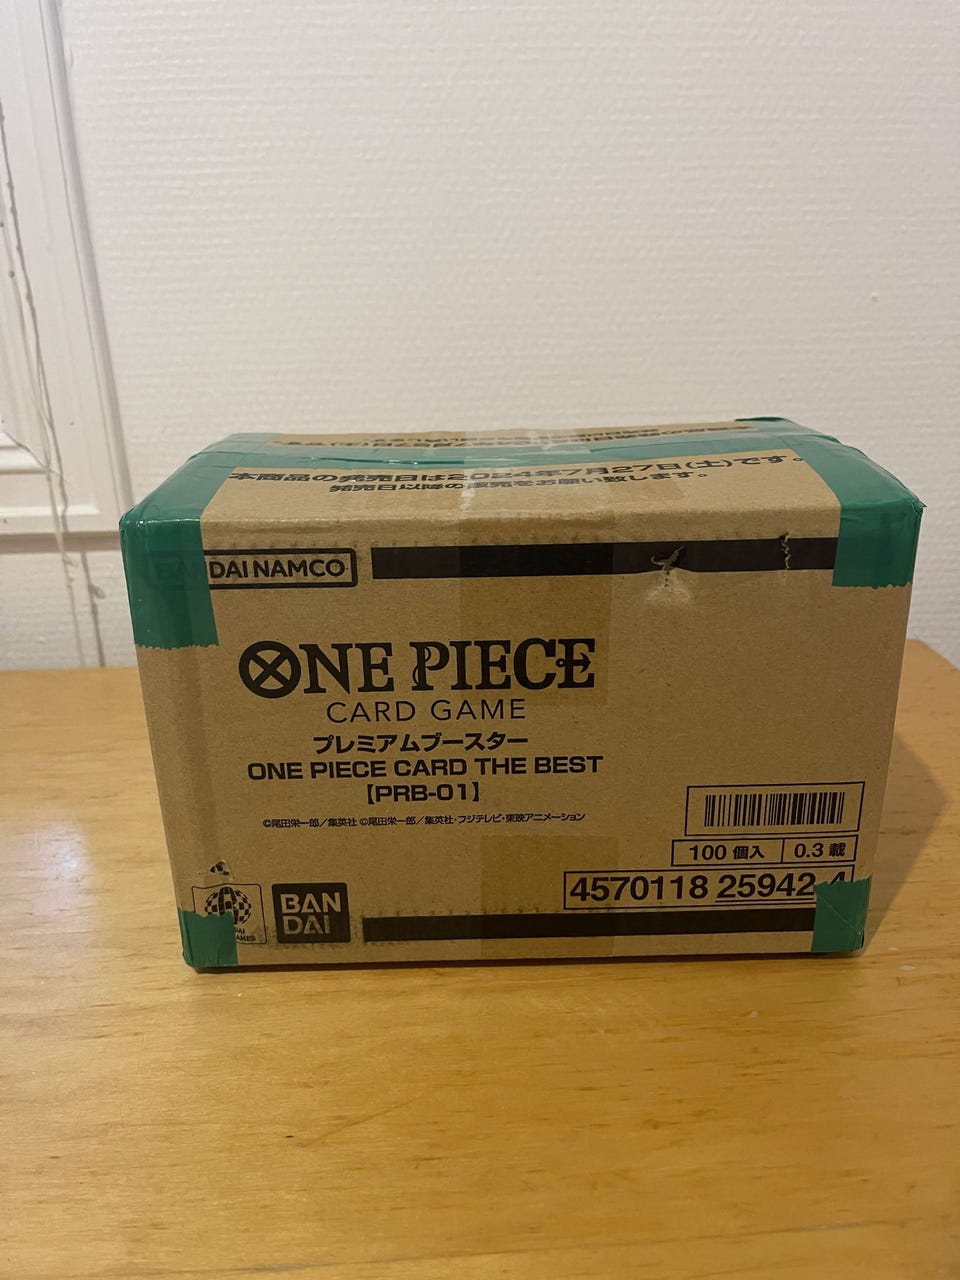 本商品の発売日は2024年7月27日(土)です。
発売日以降の販売をお願い致します。
BANDAI NAMCO
ONE PIECE
CARD GAME
プレミアムブースター
ONE PIECE CARD THE BEST
【PRB-01】
©尾田栄一郎/集英社 ©尾田栄一郎/集英社・フジテレビ・東映アニメーション
100 個入
0.3 載
4570118 25942 4
BAN
DAI